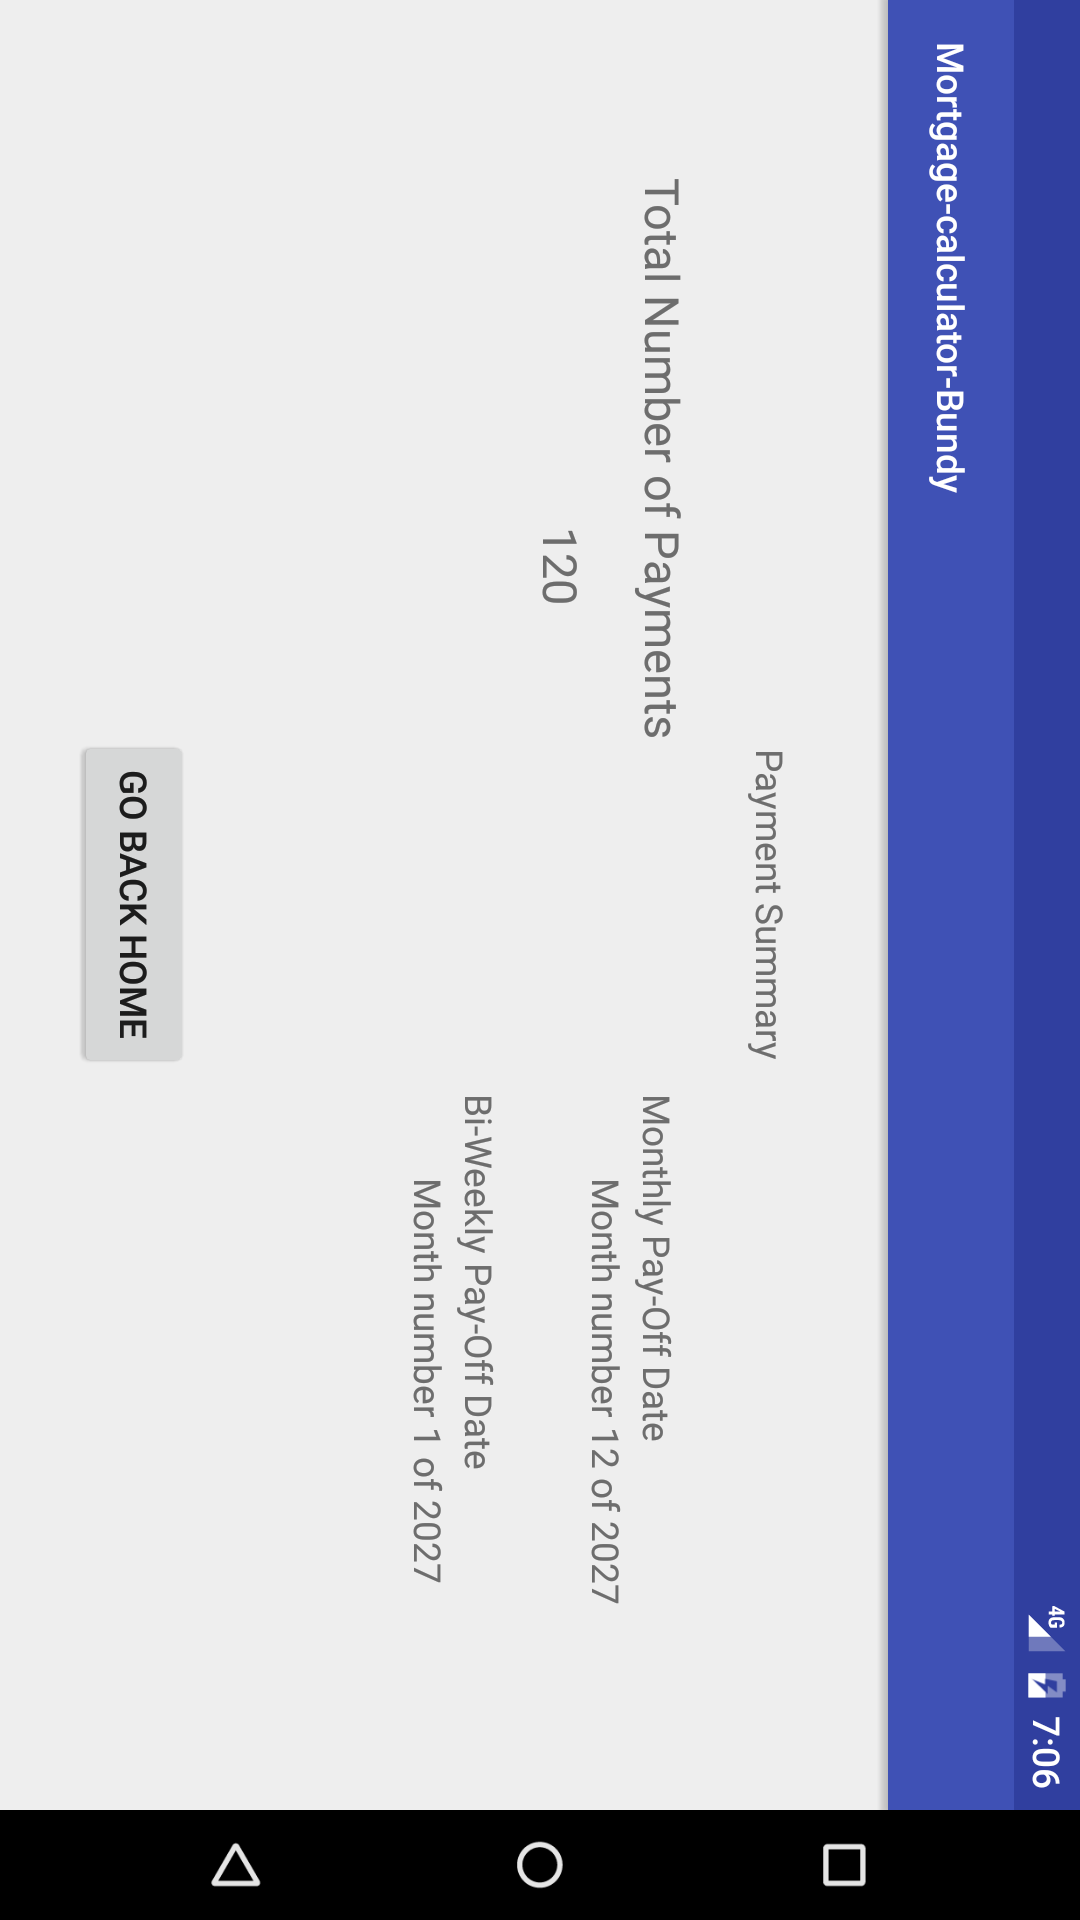 4G 7:06
Mortgage-calculator-Bundy
Payment Summary
Total Number of Payments
120
Monthly Pay-Off Date
Month number 12 of 2027
Bi-Weekly Pay-Off Date
Month number 1 of 2027
GO BACK HOME